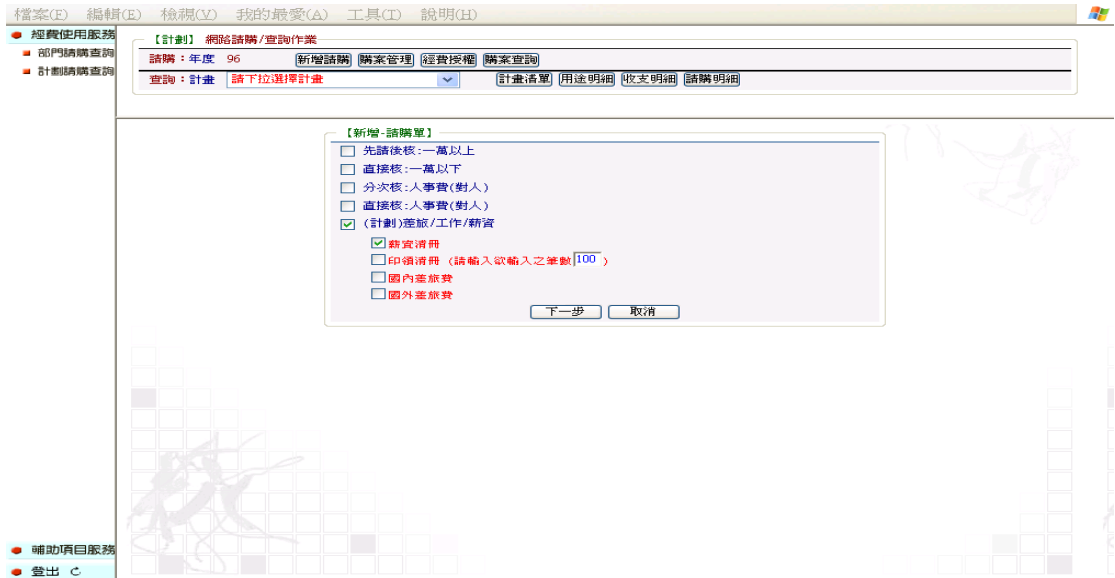 檔案(F) 編輯(E) 檢視(V) 我的最愛(A) 工具(T) 說明(H)
經費使用服務
部門請購查詢
計劃請購查詢
【計劃】 網路請購/查詢作業
請購：年度 96 新增請購 購案管理 經費授權 購案查詢
查詢：計畫 請下拉選擇計畫 計畫清單 用途明細 收支明細 請購明細
【新增-請購單】
先請後核:一萬以上
直接核:一萬以下
分次核:人事費(對人)
直接核:人事費(對人)
(計劃)差旅/工作/薪資
薪資清冊
印領清冊 (請輸入欲輸入之筆數 100 )
國內差旅費
國外差旅費
下一步 取消
輔助項目服務
登出